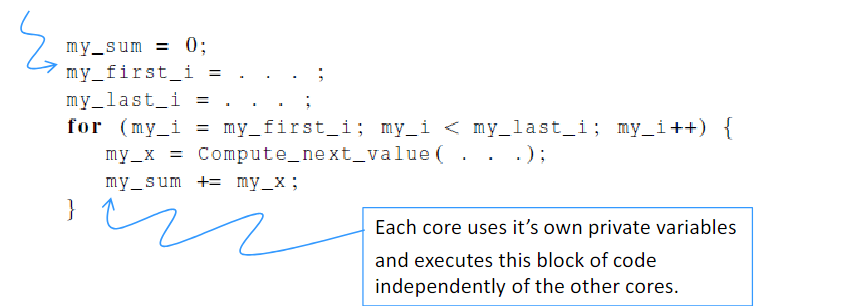 my_sum = 0;
my_first_i = . . . ;
my_last_i = . . . ;
for (my_i = my_first_i; my_i < my_last_i; my_i++) {
my_x = Compute_next_value( . . .);
my_sum += my_x;
}
Each core uses it’s own private variables
and executes this block of code
independently of the other cores.